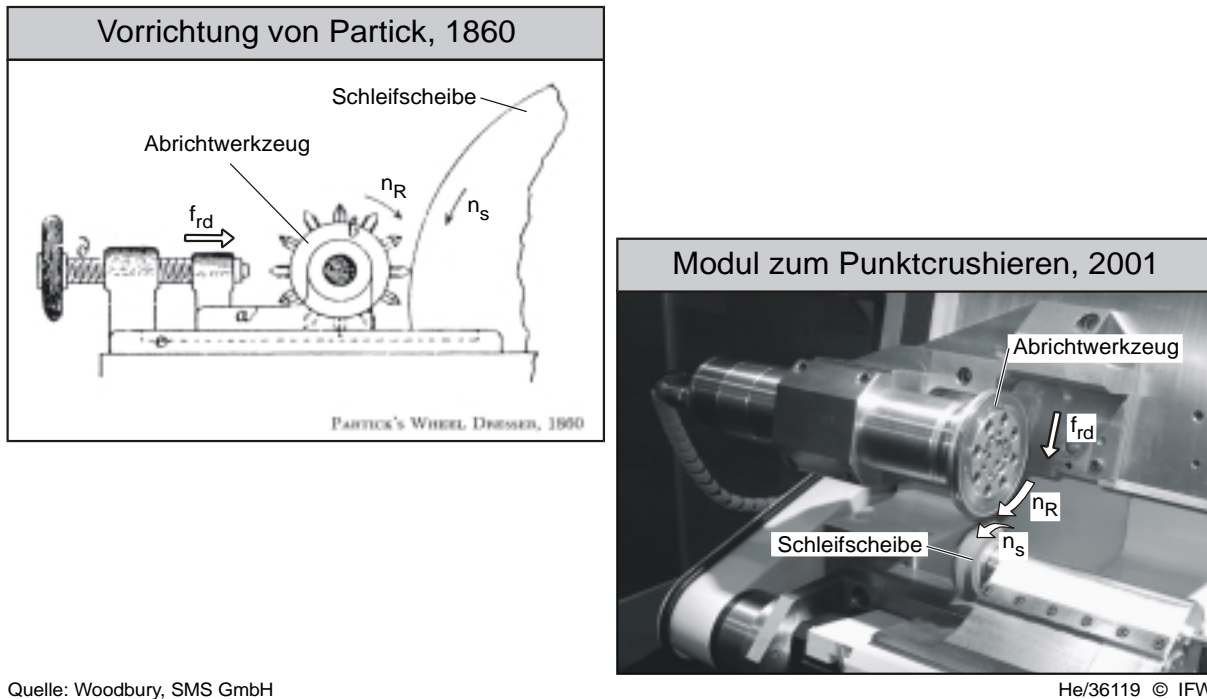 Vorrichtung von Partick, 1860
Schleifscheibe
Abrichtwerkzeug
n_R
n_s
f_rd
a
PARTICK'S WHEEL DRESSER, 1860
Modul zum Punktcrushieren, 2001
Abrichtwerkzeug
f_rd
n_R
n_s
Schleifscheibe
Quelle: Woodbury, SMS GmbH
He/36119 © IFW